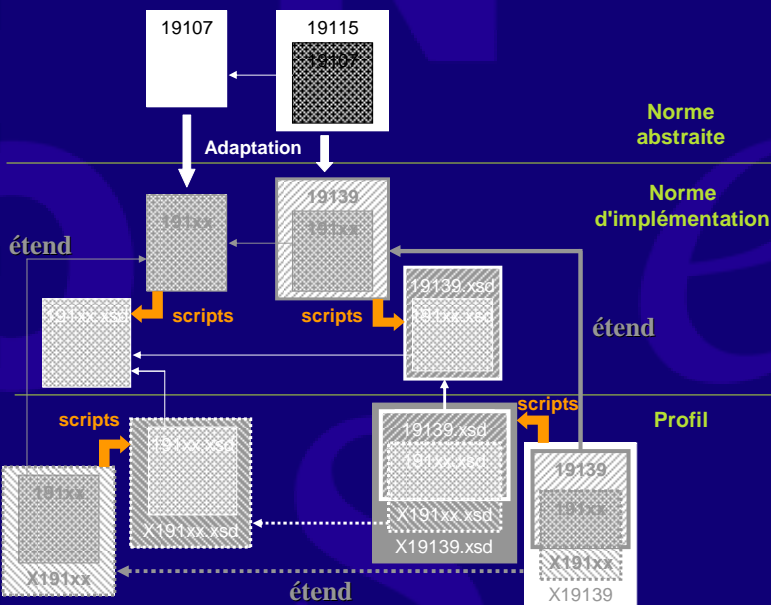 19107
19115
19107
Norme
abstraite
Adaptation
Norme
d'implémentation
191xx
19139
191xx
étend
19139.xsd
191xx.xsd
191xx.xsd
scripts
scripts
étend
scripts
scripts
Profil
191xx.xsd
X191xx.xsd
19139.xsd
191xx.xsd
X191xx.xsd
X19139.xsd
19139
191xx
X191xx
X19139
191xx
X191xx
étend